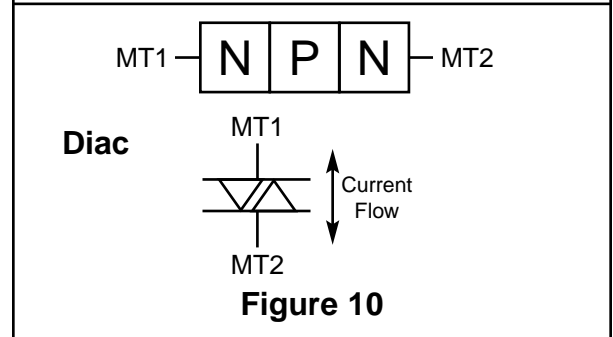 MT1 N P N MT2
MT1
Diac
Current
Flow
MT2
Figure 10